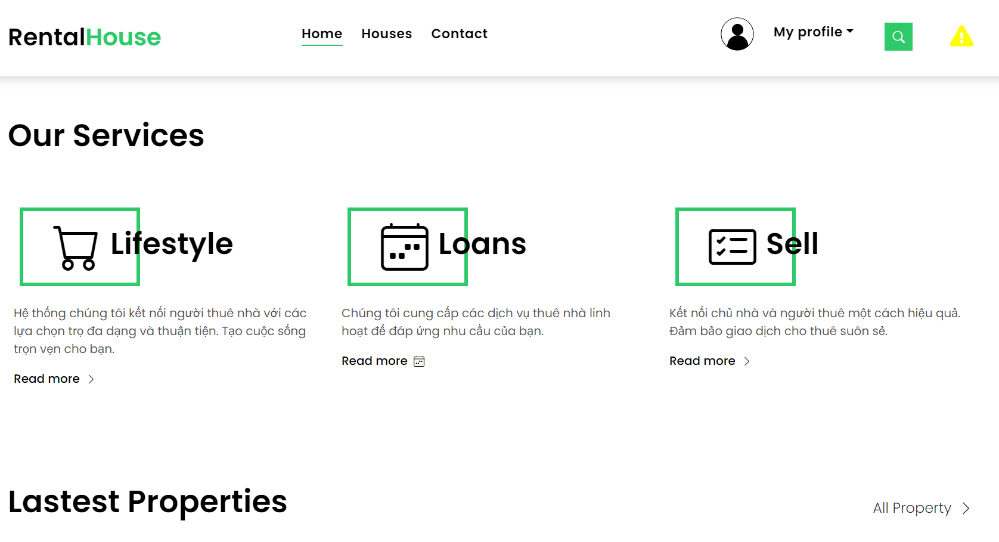 RentalHouse
Home Houses Contact
My profile
Our Services
Lifestyle
Hệ thống chúng tôi kết nối người thuê nhà với các
lựa chọn trọ đa dạng và thuận tiện. Tạo cuộc sống
trọn vẹn cho bạn.
Read more
Loans
Chúng tôi cung cấp các dịch vụ thuê nhà linh
hoạt để đáp ứng nhu cầu của bạn.
Read more
Sell
Kết nối chủ nhà và người thuê một cách hiệu quả.
Đảm bảo giao dịch cho thuê suôn sẻ.
Read more
Lastest Properties
All Property